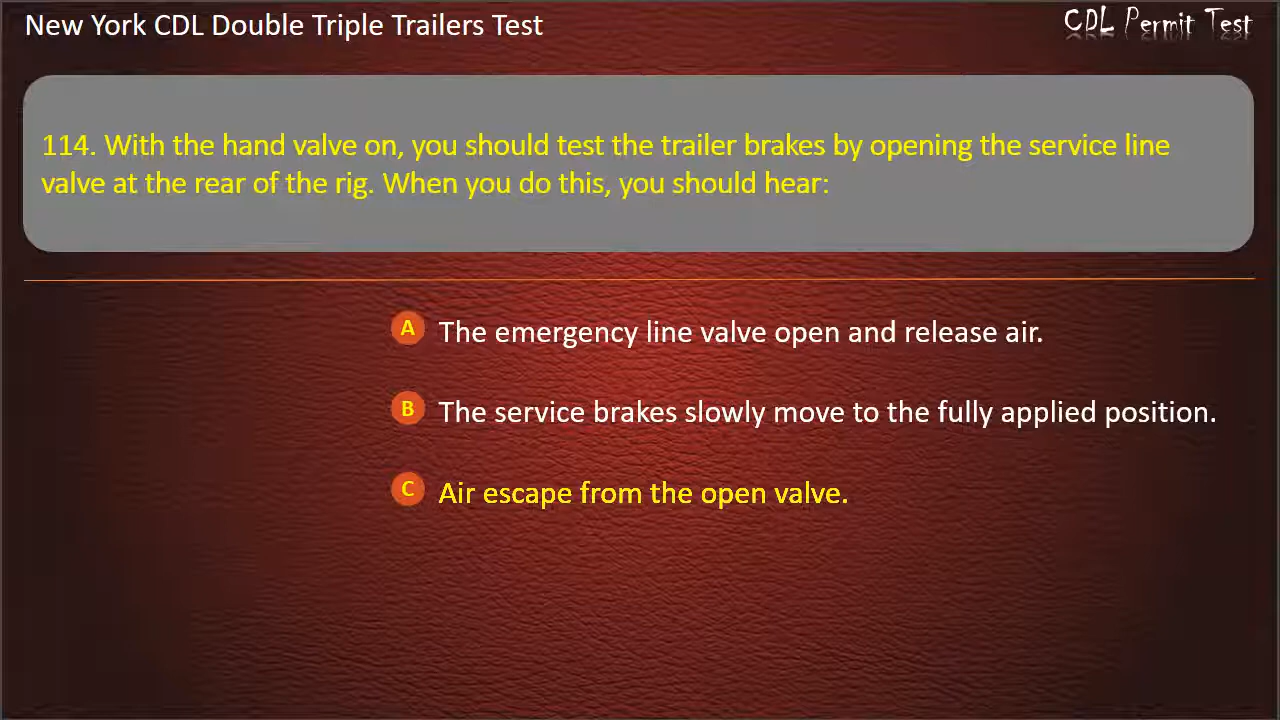 New York CDL Double Triple Trailers Test
CDL Permit Test
114. With the hand valve on, you should test the trailer brakes by opening the service line
valve at the rear of the rig. When you do this, you should hear:
A The emergency line valve open and release air.
B The service brakes slowly move to the fully applied position.
C Air escape from the open valve.